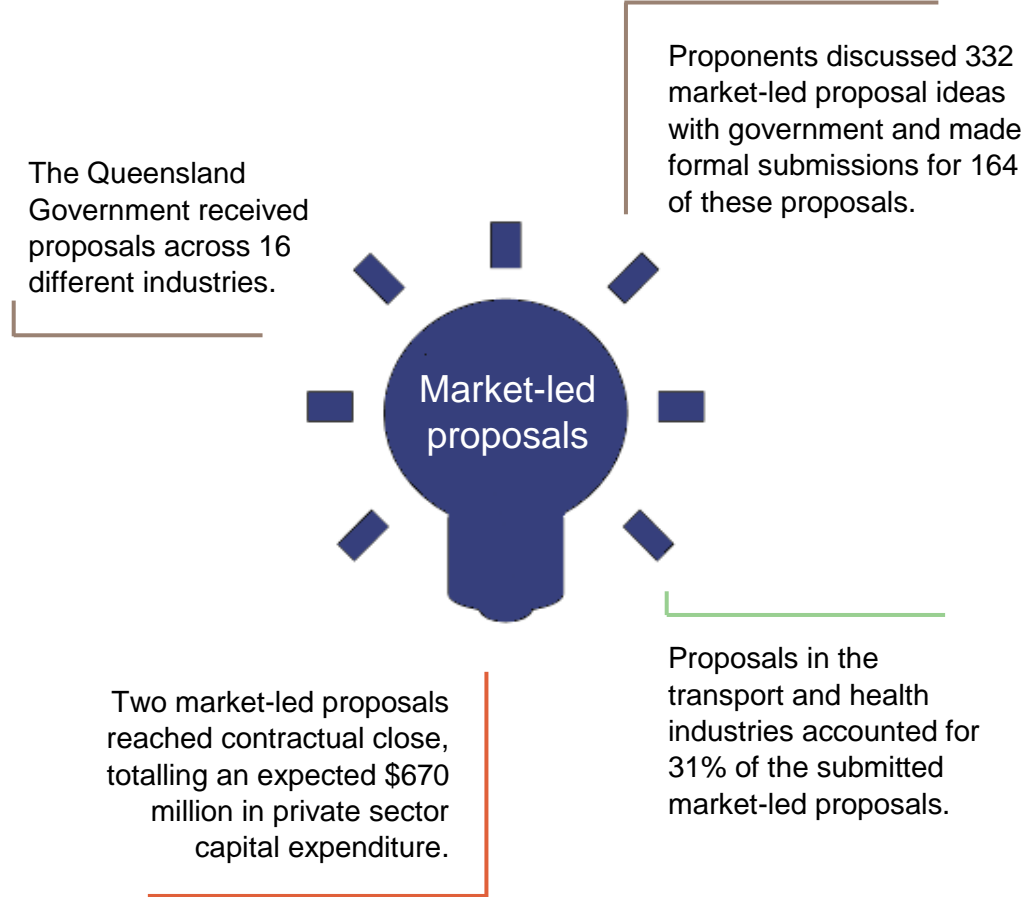 The Queensland
Government received
proposals across 16
different industries.
Proponents discussed 332
market-led proposal ideas
with government and made
formal submissions for 164
of these proposals.
Market-led
proposals
Two market-led proposals
reached contractual close,
totalling an expected $670
million in private sector
capital expenditure.
Proposals in the
transport and health
industries accounted for
31% of the submitted
market-led proposals.